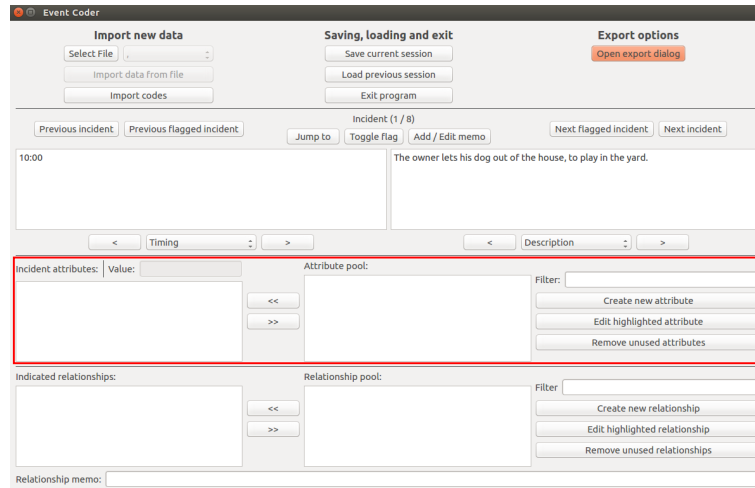 Event Coder
Import new data
Saving, loading and exit
Export options
Select File
Save current session
Open export dialog
Import data from file
Load previous session
Import codes
Exit program
Incident (1 / 8)
Previous incident Previous flagged incident
Jump to Toggle flag Add / Edit memo
Next flagged incident Next incident
10:00
The owner lets his dog out of the house, to play in the yard.
< Timing >
< Description >
Incident attributes: Value:
Attribute pool:
Filter:
<<
Create new attribute
>>
Edit highlighted attribute
Remove unused attributes
Indicated relationships:
Relationship pool:
Filter
<<
Create new relationship
>>
Edit highlighted relationship
Remove unused relationships
Relationship memo: